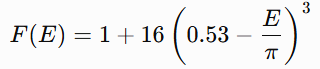 F(E) = 1 + 16 (0.53 − E/π)³